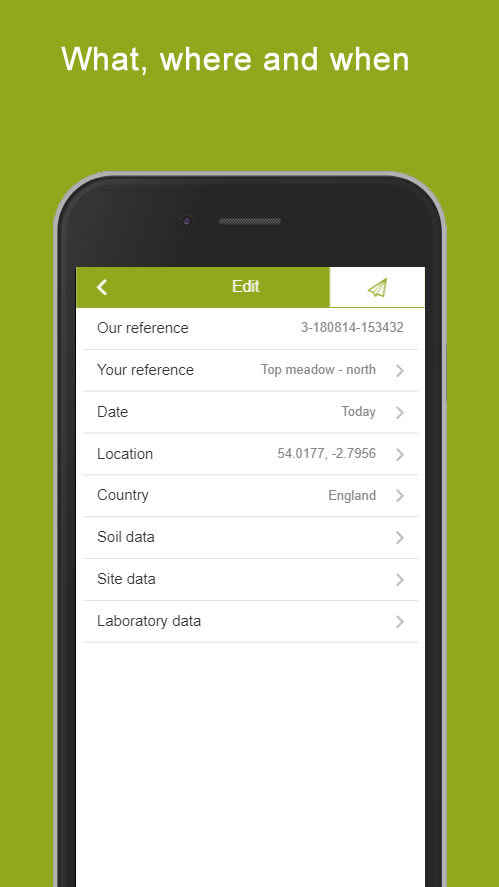 What, where and when
Edit
Our reference 3-180814-153432
Your reference Top meadow - north
Date Today
Location 54.0177, -2.7956
Country England
Soil data
Site data
Laboratory data